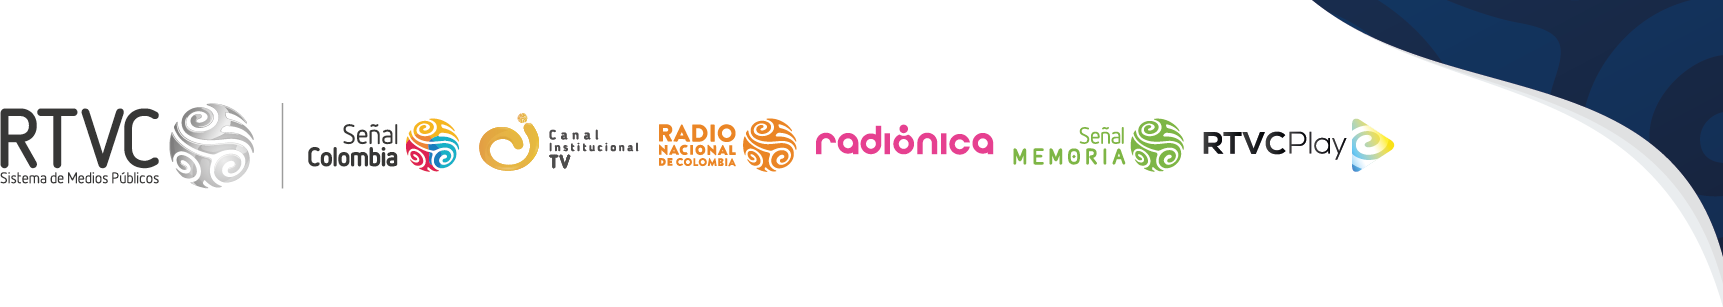 RTVC
Sistema de Medios Públicos
Señal
Colombia
Canal
Institucional
TV
RADIO
NACIONAL
DE COLOMBIA
radiónica
Señal
MEMORIA
RTVCPlay